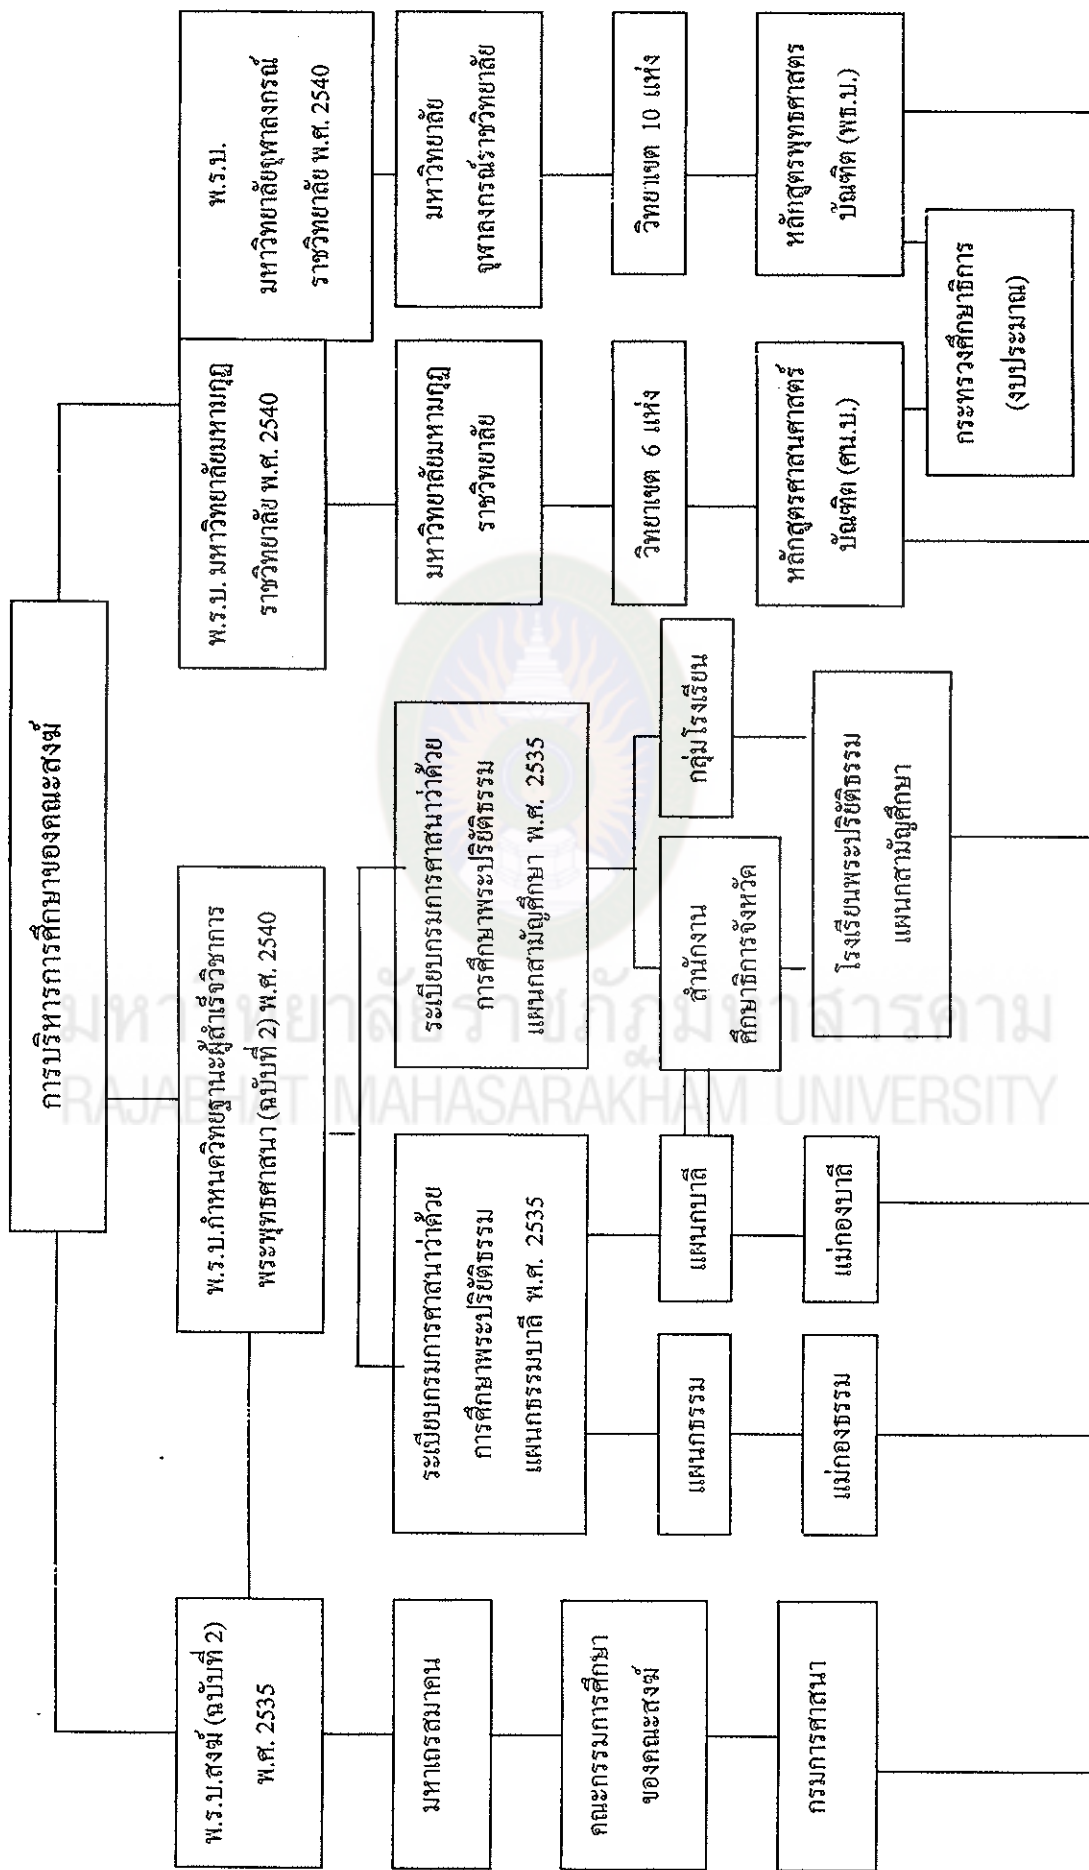 การบริหารการศึกษาของคณะสงฆ์
พ.ร.บ.สงฆ์ (ฉบับที่ 2)
พ.ศ. 2535
พ.ร.บ.กำหนดวิทยฐานะผู้สำเร็จวิชาการ
พระพุทธศาสนา (ฉบับที่ 2) พ.ศ. 2540
พ.ร.บ. มหาวิทยาลัยมหามกุฏ
ราชวิทยาลัย พ.ศ. 2540
พ.ร.บ.
มหาวิทยาลัยจุฬาลงกรณ์
ราชวิทยาลัย พ.ศ. 2540
มหาเถรสมาคม
ระเบียบกรมการศาสนาว่าด้วย
การศึกษาพระปริยัติธรรม
แผนกธรรมบาลี พ.ศ. 2535
ระเบียบกรมการศาสนาว่าด้วย
การศึกษาพระปริยัติธรรม
แผนกสามัญศึกษา พ.ศ. 2535
มหาวิทยาลัยมหามกุฏ
ราชวิทยาลัย
มหาวิทยาลัย
จุฬาลงกรณ์ราชวิทยาลัย
คณะกรรมการศึกษา
ของคณะสงฆ์
แผนกธรรม
แผนกบาลี
สำนักงาน
ศึกษาธิการจังหวัด
กลุ่มโรงเรียน
วิทยาเขต 6 แห่ง
วิทยาเขต 10 แห่ง
กรมการศาสนา
แม่กองธรรม
แม่กองบาลี
โรงเรียนพระปริยัติธรรม
แผนกสามัญศึกษา
หลักสูตรศาสนศาสตร์
บัณฑิต (ศน.บ.)
หลักสูตรพุทธศาสตร
บัณฑิต (พธ.บ.)
กระทรวงศึกษาธิการ
(งบประมาณ)
มหาวิทยาลัยราชภัฏมหาสารคาม
RAJABHAT MAHASARAKHAM UNIVERSITY